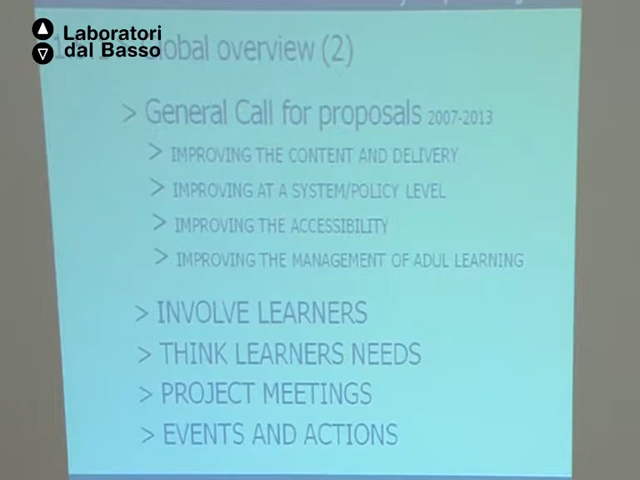 Laboratori
dal Basso
Global overview (2)
> General Call for proposals 2007-2013
> IMPROVING THE CONTENT AND DELIVERY
> IMPROVING AT A SYSTEM/POLICY LEVEL
> IMPROVING THE ACCESSIBILITY
> IMPROVING THE MANAGEMENT OF ADUL LEARNING
> INVOLVE LEARNERS
> THINK LEARNERS NEEDS
> PROJECT MEETINGS
> EVENTS AND ACTIONS